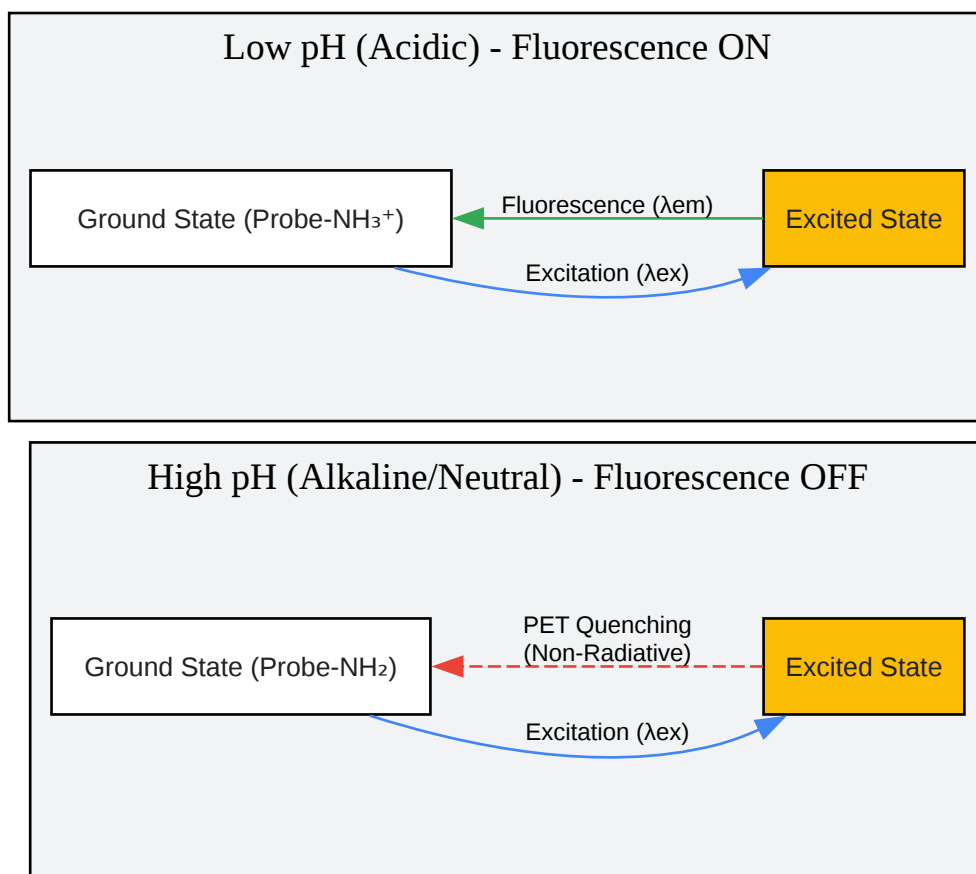 Low pH (Acidic) - Fluorescence ON
Ground State (Probe-NH₃⁺)
Fluorescence (λem)
Excited State
Excitation (λex)
High pH (Alkaline/Neutral) - Fluorescence OFF
Ground State (Probe-NH₂)
PET Quenching
(Non-Radiative)
Excited State
Excitation (λex)